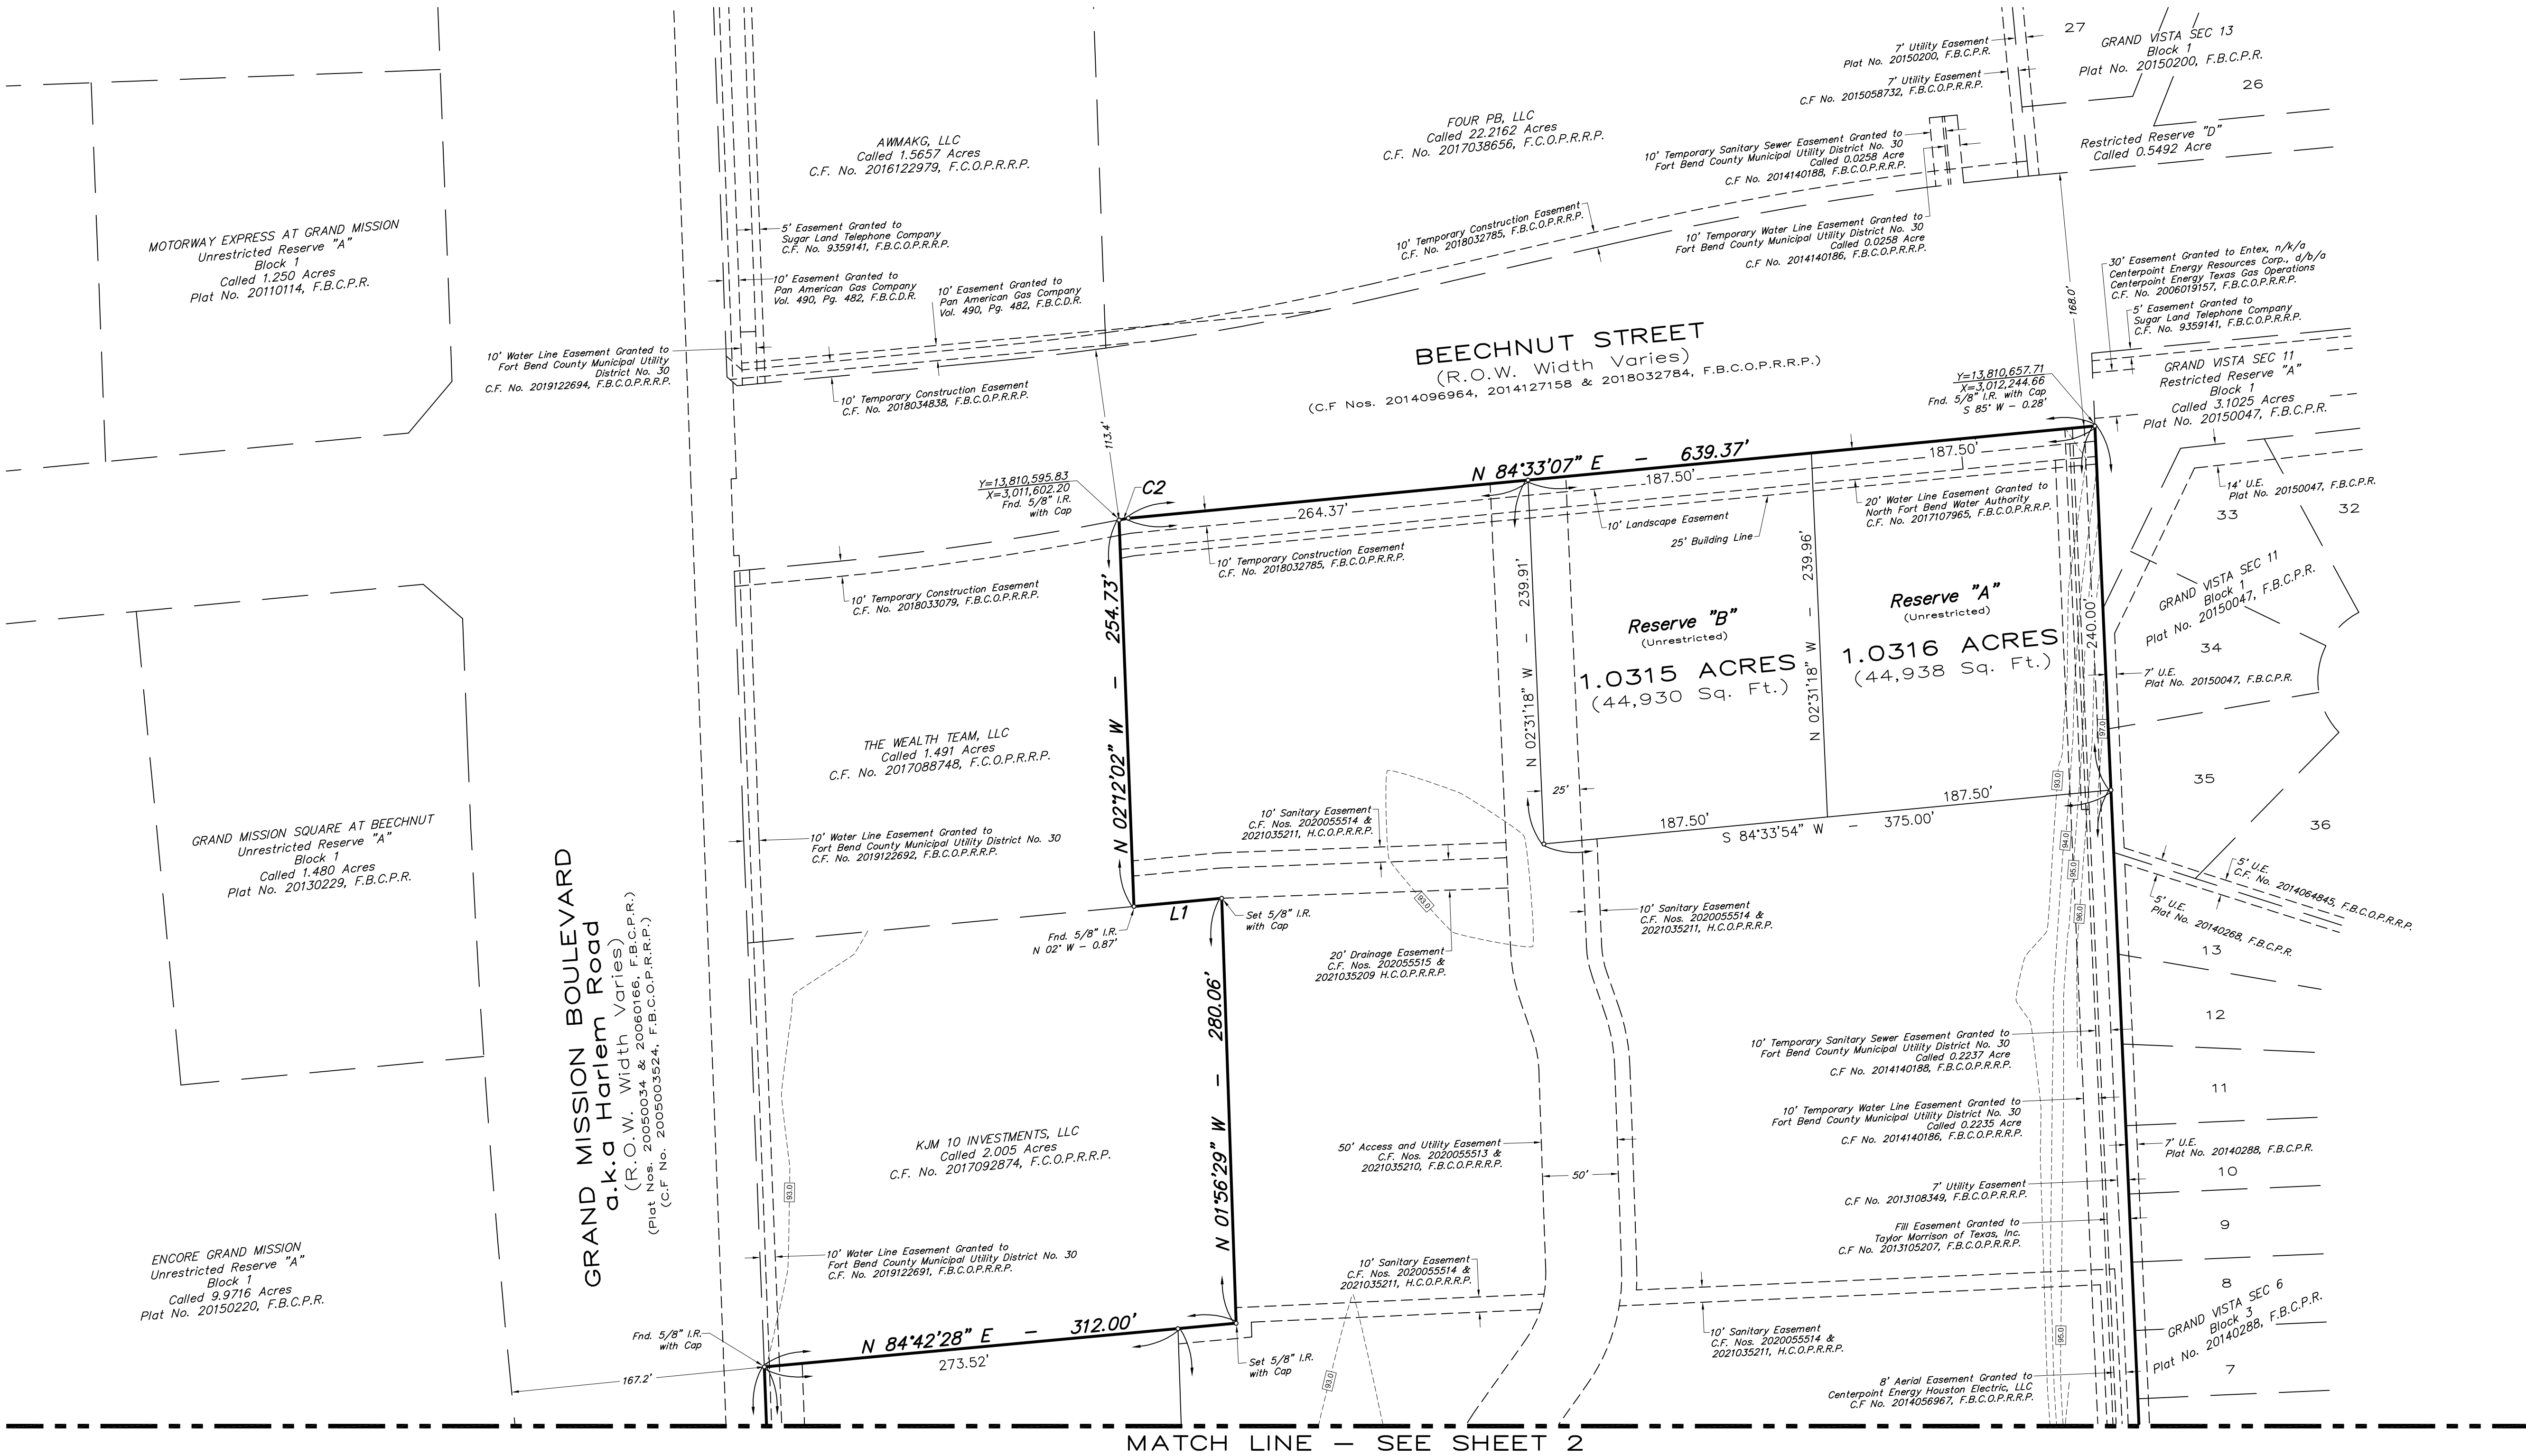 27
GRAND VISTA SEC 13
Block 1
Plat No. 20150200, F.B.C.P.R.
26
7' Utility Easement
Plat No. 20150200, F.B.C.P.R.
7' Utility Easement
C.F No. 2015058732, F.B.C.O.P.R.R.P.
Restricted Reserve "D"
Called 0.5492 Acre
AWMAKG, LLC
Called 1.5657 Acres
C.F. No. 2016122979, F.C.O.P.R.R.P.
FOUR PB, LLC
Called 22.2162 Acres
C.F. No. 2017038656, F.C.O.P.R.R.P.
10' Temporary Sanitary Sewer Easement Granted to
Fort Bend County Municipal Utility District No. 30
Called 0.0258 Acre
C.F No. 2014140188, F.B.C.O.P.R.R.P.
MOTORWAY EXPRESS AT GRAND MISSION
Unrestricted Reserve "A"
Block 1
Called 1.250 Acres
Plat No. 20110114, F.B.C.P.R.
5' Easement Granted to
Sugar Land Telephone Company
C.F. No. 9359141, F.B.C.O.P.R.R.P.
10' Easement Granted to
Pan American Gas Company
Vol. 490, Pg. 482, F.B.C.D.R.
10' Easement Granted to
Pan American Gas Company
Vol. 490, Pg. 482, F.B.C.D.R.
10' Temporary Construction Easement
C.F. No. 2018032785, F.B.C.O.P.R.R.P.
10' Temporary Water Line Easement Granted to
Fort Bend County Municipal Utility District No. 30
Called 0.0258 Acre
C.F No. 2014140186, F.B.C.O.P.R.R.P.
168.0'
30' Easement Granted to Entex, n/k/a
Centerpoint Energy Resources Corp., d/b/a
Centerpoint Energy Texas Gas Operations
C.F. No. 2006019157, F.B.C.O.P.R.R.P.
5' Easement Granted to
Sugar Land Telephone Company
C.F. No. 9359141, F.B.C.O.P.R.R.P.
10' Water Line Easement Granted to
Fort Bend County Municipal Utility
District No. 30
C.F. No. 2019122694, F.B.C.O.P.R.R.P.
10' Temporary Construction Easement
C.F. No. 2018034838, F.B.C.O.P.R.R.P.
113.4'
BEECHNUT STREET
(R.O.W. Width Varies)
(C.F Nos. 2014096964, 2014127158 & 2018032784, F.B.C.O.P.R.R.P.)
Y=13,810,657.71
X=3,012,244.66
Fnd. 5/8" I.R. with Cap
S 85° W - 0.28'
GRAND VISTA SEC 11
Restricted Reserve "A"
Block 1
Called 3.1025 Acres
Plat No. 20150047, F.B.C.P.R.
Y=13,810,595.83
X=3,011,602.20
Fnd. 5/8" I.R.
with Cap
C2
N 84°33'07" E - 639.37'
264.37'
187.50'
187.50'
10' Landscape Easement
25' Building Line
20' Water Line Easement Granted to
North Fort Bend Water Authority
C.F. No. 2017107965, F.B.C.O.P.R.R.P.
14' U.E.
Plat No. 20150047, F.B.C.P.R.
33
32
10' Temporary Construction Easement
C.F. No. 2018032785, F.B.C.O.P.R.R.P.
10' Temporary Construction Easement
C.F. No. 2018033079, F.B.C.O.P.R.R.P.
N 02°12'02" W - 254.73'
N 02°31'18" W - 239.91'
N 02°31'18" W - 239.96'
240.00'
Reserve "B"
(Unrestricted)
1.0315 ACRES
(44,930 Sq. Ft.)
Reserve "A"
(Unrestricted)
1.0316 ACRES
(44,938 Sq. Ft.)
GRAND VISTA SEC 11
Block 1
Plat No. 20150047, F.B.C.P.R.
34
7' U.E.
Plat No. 20150047, F.B.C.P.R.
97.0
93.0
94.0
95.0
96.0
THE WEALTH TEAM, LLC
Called 1.491 Acres
C.F. No. 2017088748, F.C.O.P.R.R.P.
25'
187.50'
187.50'
S 84°33'54" W - 375.00'
35
36
GRAND MISSION SQUARE AT BEECHNUT
Unrestricted Reserve "A"
Block 1
Called 1.480 Acres
Plat No. 20130229, F.B.C.P.R.
10' Water Line Easement Granted to
Fort Bend County Municipal Utility District No. 30
C.F. No. 2019122692, F.B.C.O.P.R.R.P.
10' Sanitary Easement
C.F. Nos. 2020055514 &
2021035211, H.C.O.P.R.R.P.
93.0
5' U.E.
C.F. No. 2014064845, F.B.C.O.P.R.R.P.
5' U.E.
Plat No. 20140268, F.B.C.P.R.
13
L1
Fnd. 5/8" I.R.
N 02° W - 0.87'
Set 5/8" I.R.
with Cap
20' Drainage Easement
C.F. Nos. 202055515 &
2021035209 H.C.O.P.R.R.P.
10' Sanitary Easement
C.F. Nos. 2020055514 &
2021035211, H.C.O.P.R.R.P.
GRAND MISSION BOULEVARD
a.k.a Harlem Road
(R.O.W. Width Varies)
(Plat Nos. 20050034 & 20060166, F.B.C.P.R.)
(C.F No. 2005003524, F.B.C.O.P.R.R.P.)
N 01°56'29" W - 280.06'
12
10' Temporary Sanitary Sewer Easement Granted to
Fort Bend County Municipal Utility District No. 30
Called 0.2237 Acre
C.F No. 2014140188, F.B.C.O.P.R.R.P.
11
10' Temporary Water Line Easement Granted to
Fort Bend County Municipal Utility District No. 30
Called 0.2235 Acre
C.F No. 2014140186, F.B.C.O.P.R.R.P.
7' U.E.
Plat No. 20140288, F.B.C.P.R.
10
KJM 10 INVESTMENTS, LLC
Called 2.005 Acres
C.F. No. 2017092874, F.C.O.P.R.R.P.
93.0
50' Access and Utility Easement
C.F. Nos. 2020055513 &
2021035210, F.B.C.O.P.R.R.P.
50'
7' Utility Easement
C.F No. 2013108349, F.B.C.O.P.R.R.P.
9
Fill Easement Granted to
Taylor Morrison of Texas, Inc.
C.F No. 2013105207, F.B.C.O.P.R.R.P.
ENCORE GRAND MISSION
Unrestricted Reserve "A"
Block 1
Called 9.9716 Acres
Plat No. 20150220, F.B.C.P.R.
10' Water Line Easement Granted to
Fort Bend County Municipal Utility District No. 30
C.F. No. 2019122691, F.B.C.O.P.R.R.P.
10' Sanitary Easement
C.F. Nos. 2020055514 &
2021035211, H.C.O.P.R.R.P.
8
GRAND VISTA SEC 6
Block 3
Plat No. 20140288, F.B.C.P.R.
7
Fnd. 5/8" I.R.
with Cap
N 84°42'28" E - 312.00'
273.52'
167.2'
Set 5/8" I.R.
with Cap
93.0
10' Sanitary Easement
C.F. Nos. 2020055514 &
2021035211, H.C.O.P.R.R.P.
95.0
8' Aerial Easement Granted to
Centerpoint Energy Houston Electric, LLC
C.F No. 2014056967, F.B.C.O.P.R.R.P.
MATCH LINE - SEE SHEET 2